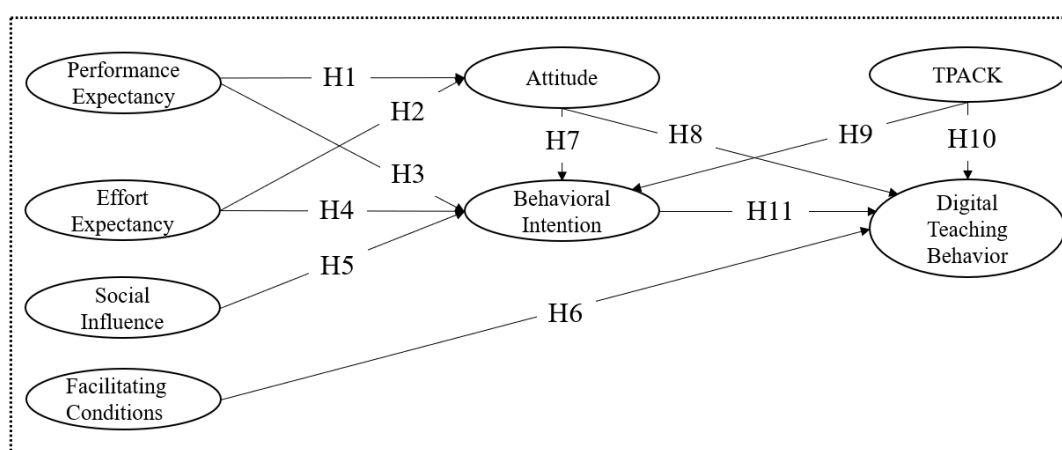 Performance
Expectancy
H1
Attitude
TPACK
H2
H7
H8
H9
H10
H3
Effort
Expectancy
H4
Behavioral
Intention
H11
Digital
Teaching
Behavior
H5
Social
Influence
H6
Facilitating
Conditions